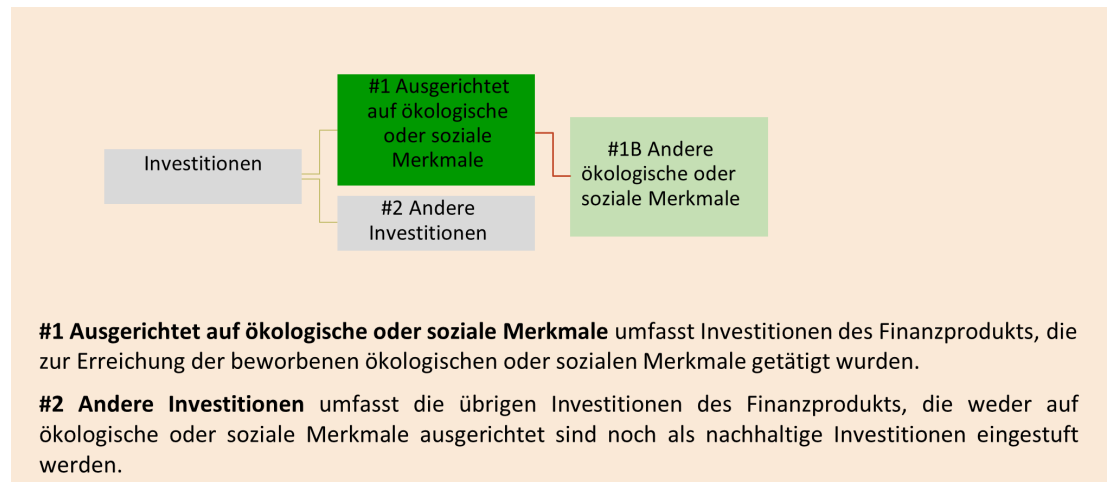 #1 Ausgerichtet
auf ökologische
oder soziale
Merkmale
Investitionen
#2 Andere
Investitionen
#1B Andere
ökologische oder
soziale Merkmale
#1 Ausgerichtet auf ökologische oder soziale Merkmale umfasst Investitionen des Finanzprodukts, die
zur Erreichung der beworbenen ökologischen oder sozialen Merkmale getätigt wurden.
#2 Andere Investitionen umfasst die übrigen Investitionen des Finanzprodukts, die weder auf
ökologische oder soziale Merkmale ausgerichtet sind noch als nachhaltige Investitionen eingestuft
werden.